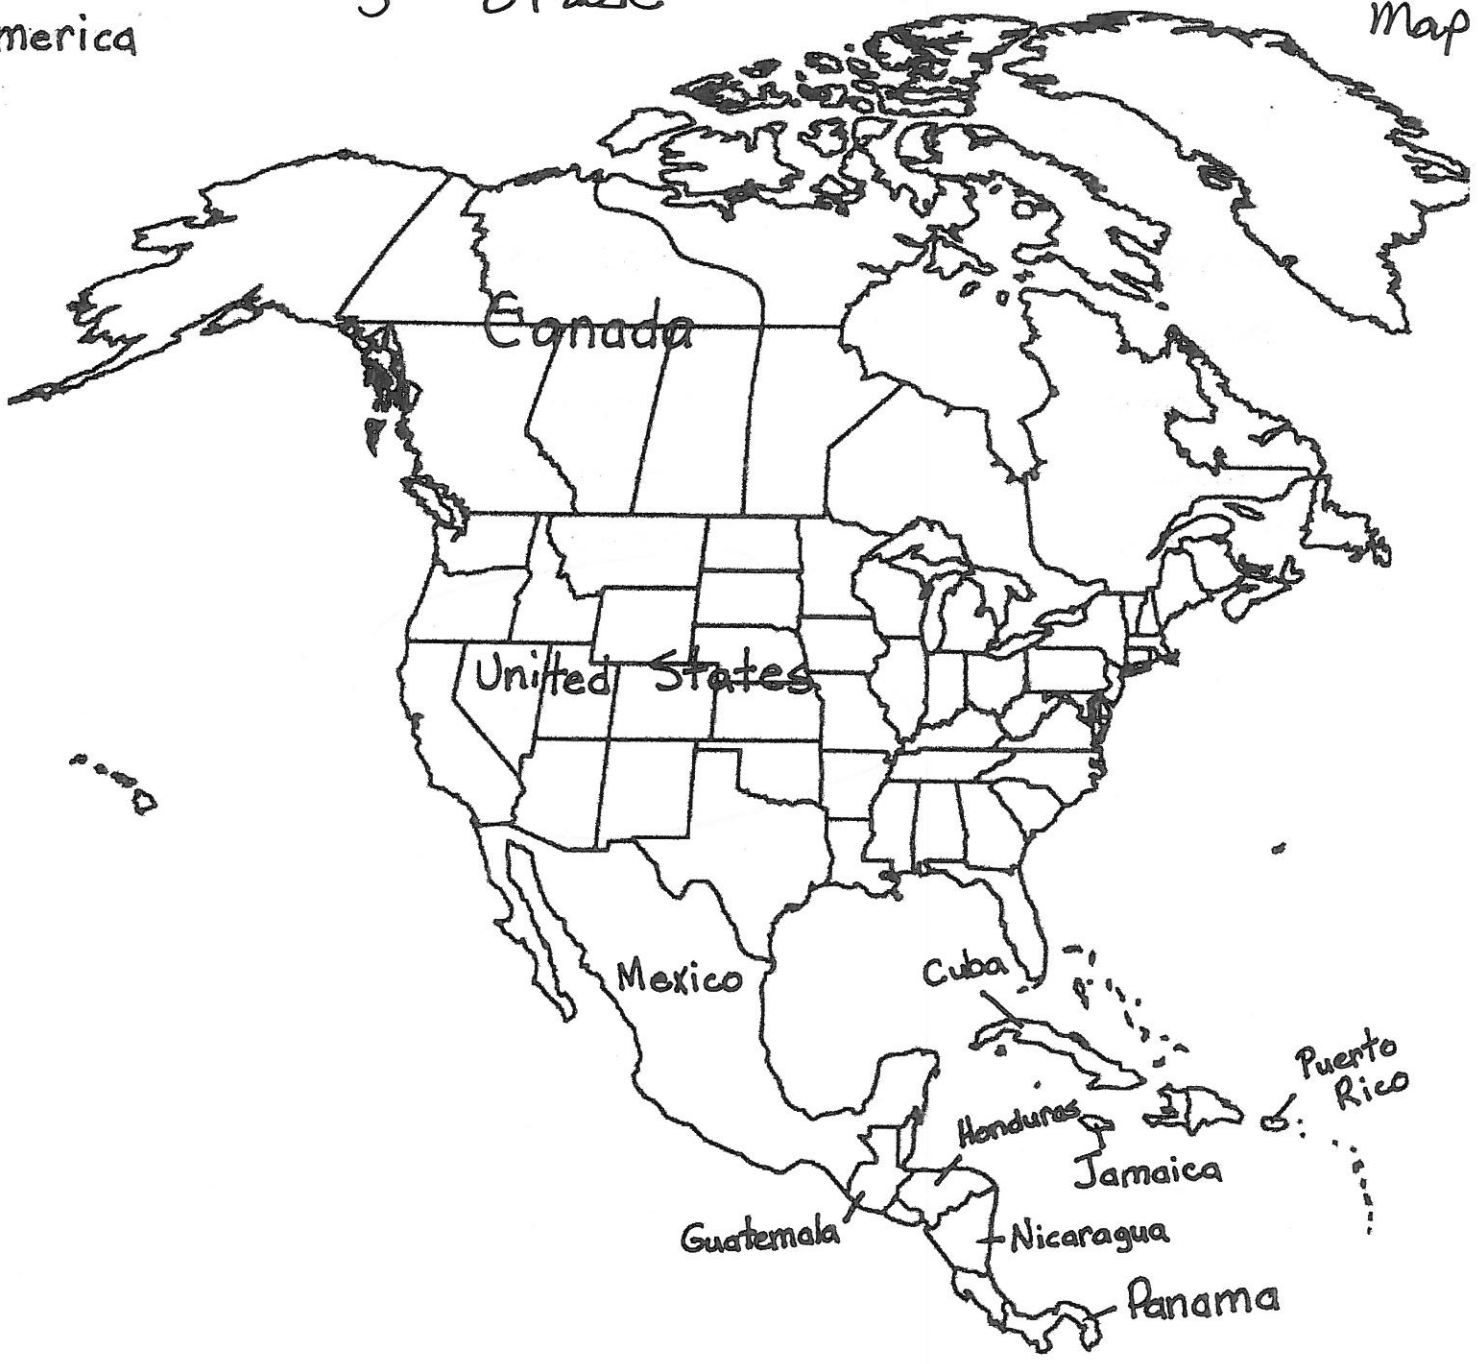 Map
merica
Canada
United States
Mexico
Cuba
Puerto
Rico
Honduras
Jamaica
Guatemala
Nicaragua
Panama